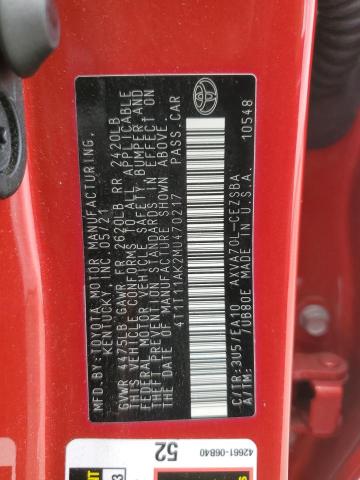 MFD.BY:TOYOTA MOTOR MANUFACTURING,
KENTUCKY, INC. 05/21
GVWR 4475LB GAWR FR 2620LB RR 2420LB
THIS VEHICLE CONFORMS TO ALL APPLICABLE
FEDERAL MOTOR VEHICLE SAFETY, BUMPER, AND
THEFT PREVENTION STANDARDS IN EFFECT ON
THE DATE OF MANUFACTURE SHOWN ABOVE.
4T1T11AK2MU470217 PASS.CAR
C/TR:3U5/EA10 AXVA70L-CEZSBA
A/TM: /UB80E MADE IN U.S.A. 10548
42661-06B40
52